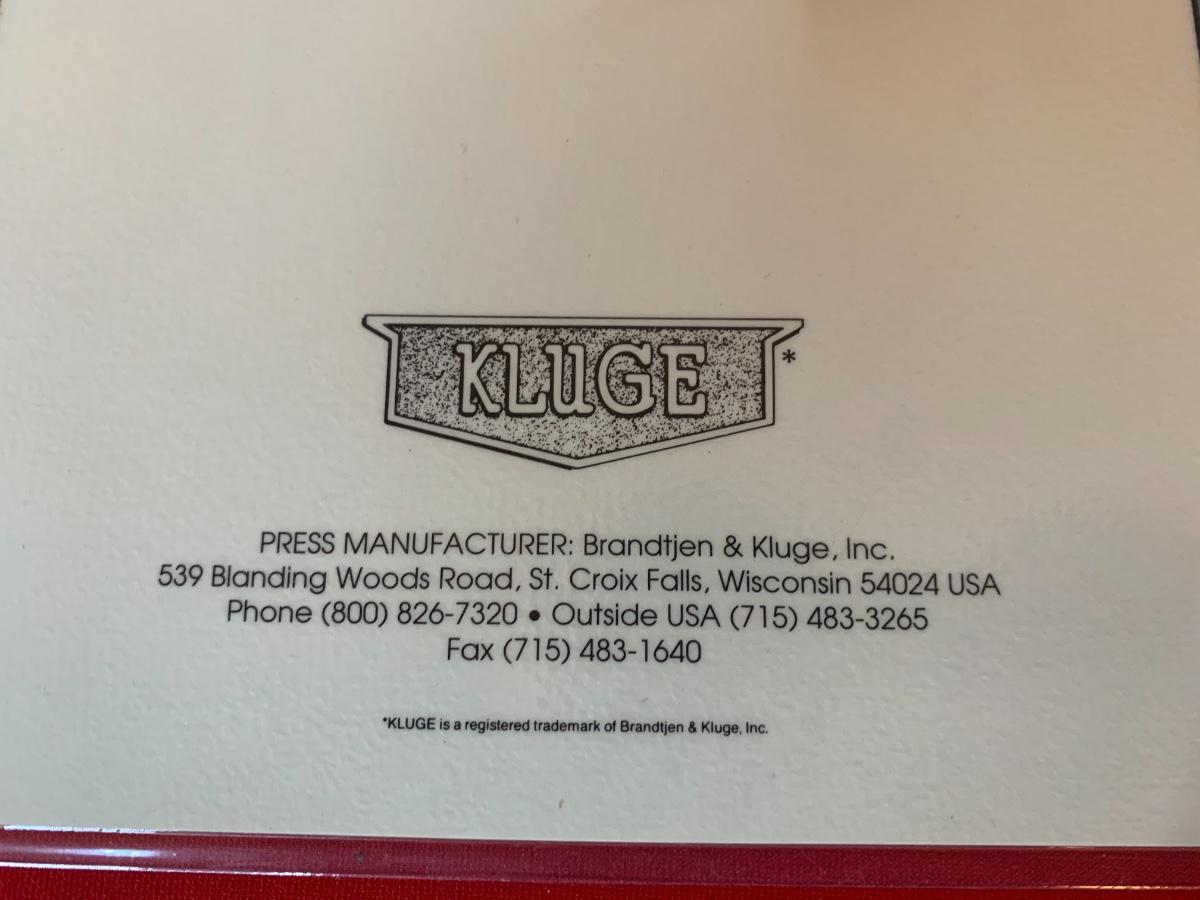 KLUGE*
PRESS MANUFACTURER: Brandtjen & Kluge, Inc.
539 Blanding Woods Road, St. Croix Falls, Wisconsin 54024 USA
Phone (800) 826-7320 • Outside USA (715) 483-3265
Fax (715) 483-1640
*KLUGE is a registered trademark of Brandtjen & Kluge, Inc.